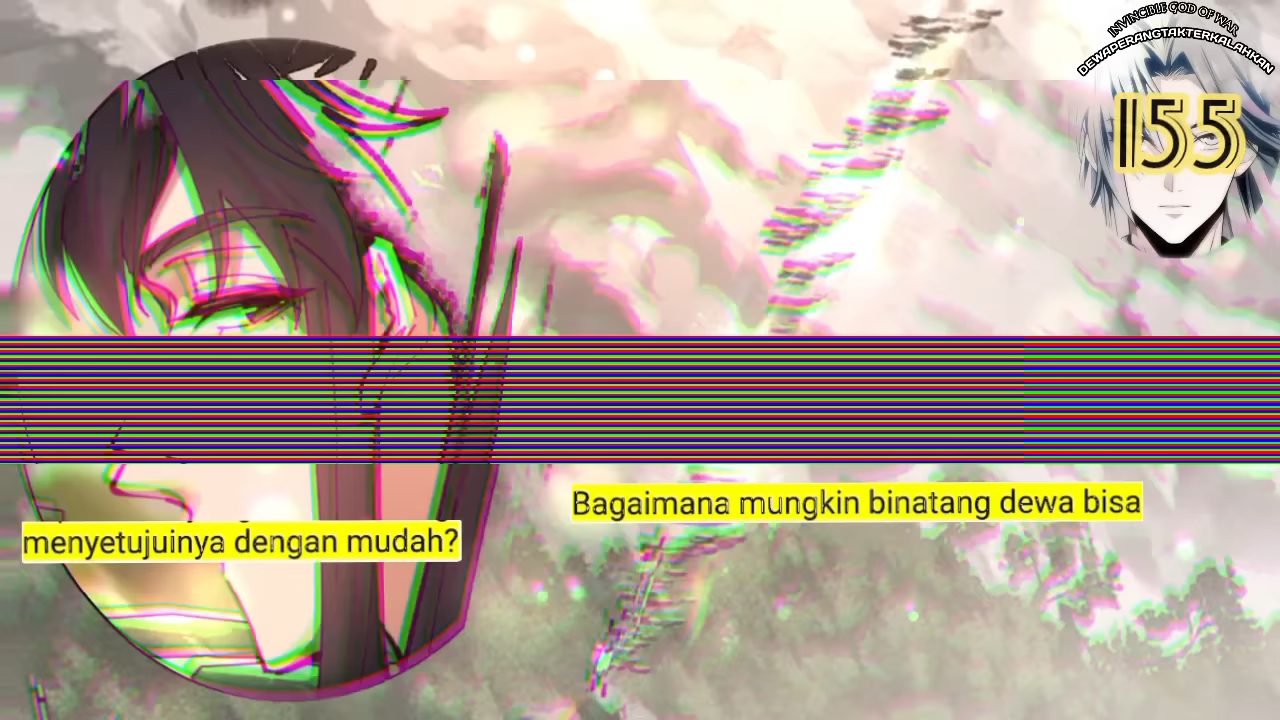 INVINCIBLE GOD OF WAR
DEWAPERANGTAKTERKALAHKAN
155
Bagaimana mungkin binatang dewa bisa
menyetujuinya dengan mudah?